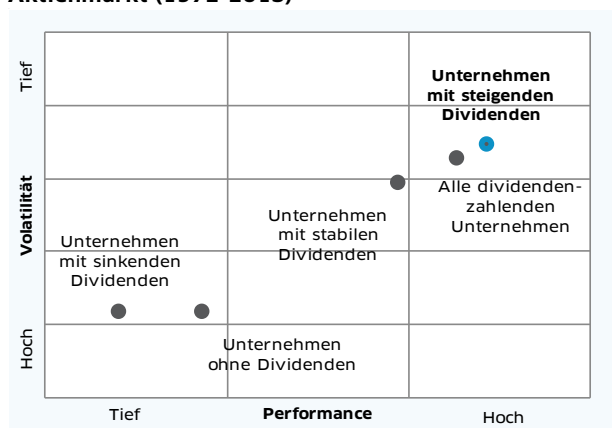 Aktienmarkt (1972-2018)
Tief
Volatilität
Hoch
Unternehmen
mit steigenden
Dividenden
Alle dividenden-
zahlenden
Unternehmen
Unternehmen
mit stabilen
Dividenden
Unternehmen
mit sinkenden
Dividenden
Unternehmen
ohne Dividenden
Tief
Performance
Hoch